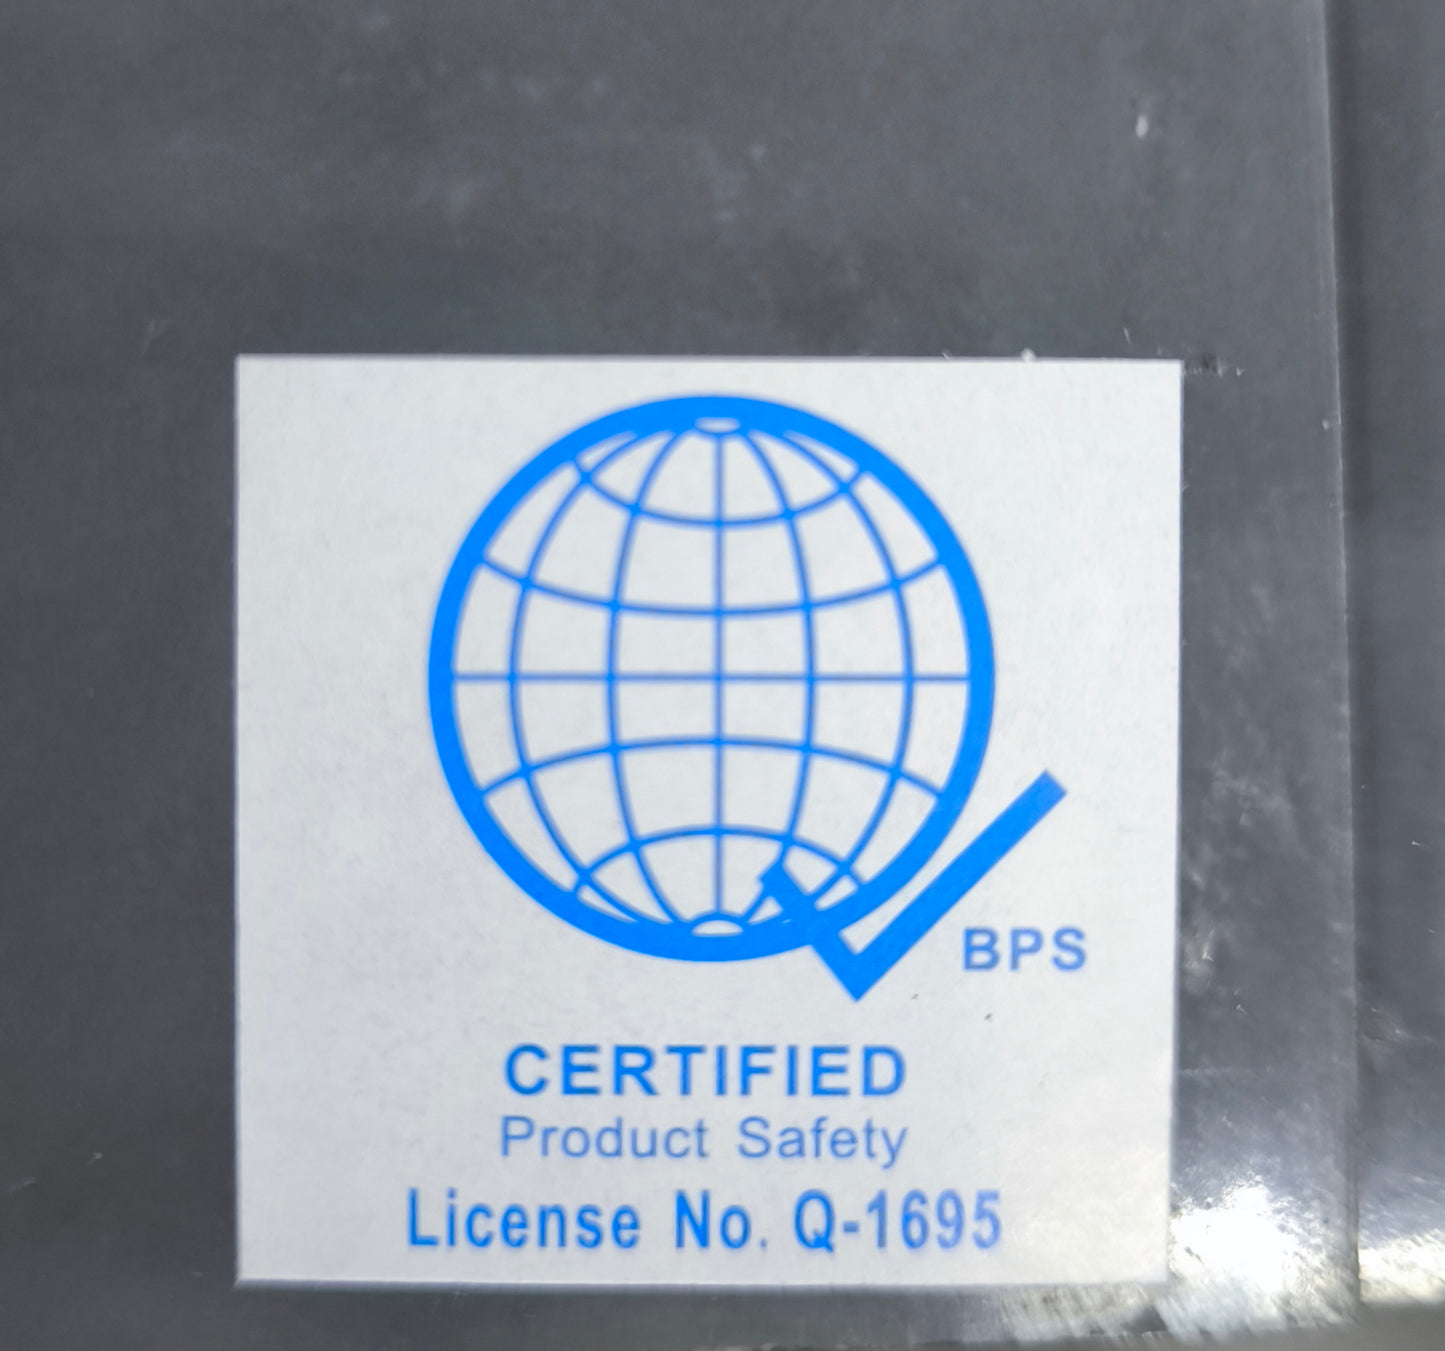 BPS
CERTIFIED
Product Safety
License No. Q-1695